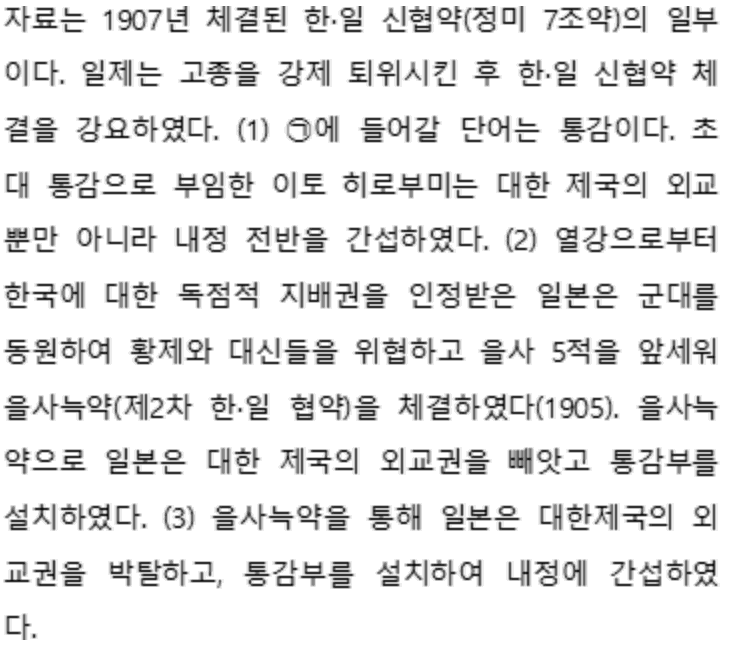 자료는 1907년 체결된 한·일 신협약(정미 7조약)의 일부
이다. 일제는 고종을 강제 퇴위시킨 후 한·일 신협약 체
결을 강요하였다. (1) ㉠에 들어갈 단어는 통감이다. 초
대 통감으로 부임한 이토 히로부미는 대한 제국의 외교
뿐만 아니라 내정 전반을 간섭하였다. (2) 열강으로부터
한국에 대한 독점적 지배권을 인정받은 일본은 군대를
동원하여 황제와 대신들을 위협하고 을사 5적을 앞세워
을사늑약(제2차 한·일 협약)을 체결하였다(1905). 을사늑
약으로 일본은 대한 제국의 외교권을 빼앗고 통감부를
설치하였다. (3) 을사늑약을 통해 일본은 대한제국의 외
교권을 박탈하고, 통감부를 설치하여 내정에 간섭하였
다.